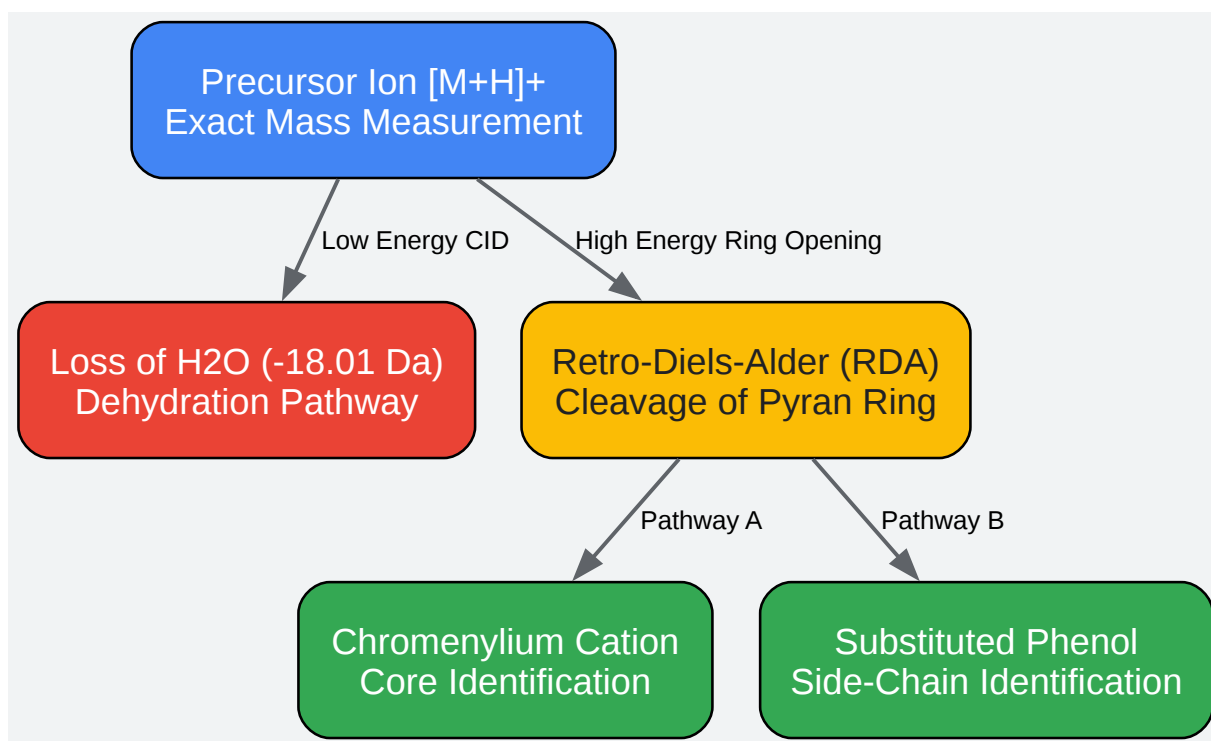 Precursor Ion [M+H]+
Exact Mass Measurement
Low Energy CID
High Energy Ring Opening
Loss of H2O (-18.01 Da)
Dehydration Pathway
Retro-Diels-Alder (RDA)
Cleavage of Pyran Ring
Pathway A
Pathway B
Chromenylium Cation
Core Identification
Substituted Phenol
Side-Chain Identification